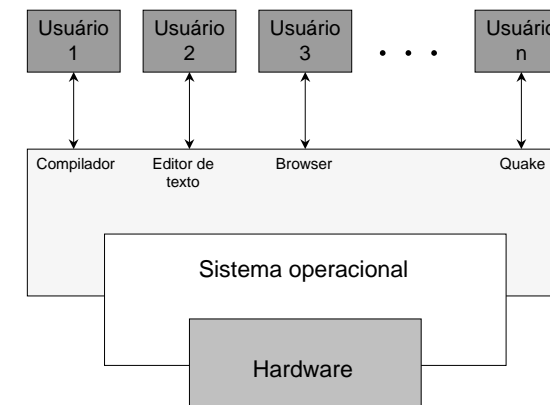 Usuário
1
Usuário
2
Usuário
3
. . .
Usuário
n
Compilador
Editor de
texto
Browser
Quake
Sistema operacional
Hardware